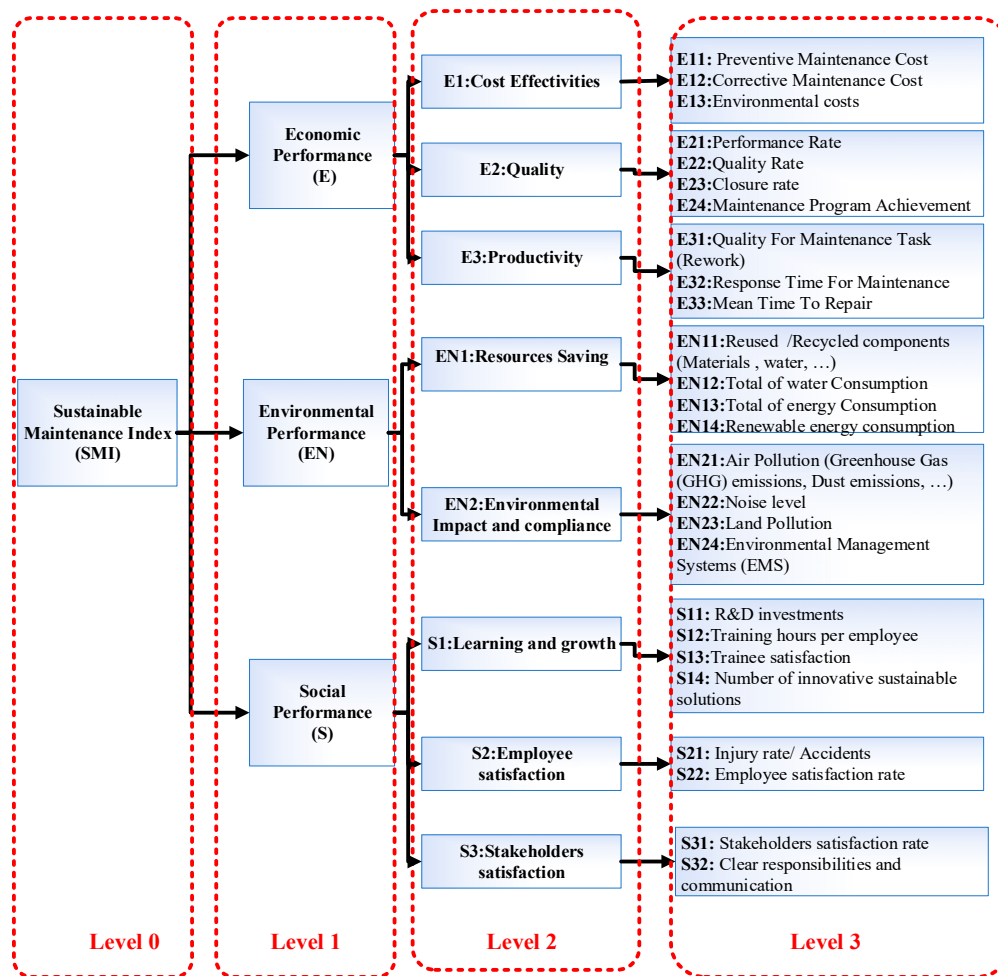 Sustainable
Maintenance Index
(SMI)
Economic
Performance
(E)
Environmental
Performance
(EN)
Social
Performance
(S)
E1:Cost Effectivities
E2:Quality
E3:Productivity
EN1:Resources Saving
EN2:Environmental
Impact and compliance
S1:Learning and growth
S2:Employee
satisfaction
S3:Stakeholders
satisfaction
E11: Preventive Maintenance Cost
E12:Corrective Maintenance Cost
E13:Environmental costs
E21:Performance Rate
E22:Quality Rate
E23:Closure rate
E24:Maintenance Program Achievement
E31:Quality For Maintenance Task
(Rework)
E32:Response Time For Maintenance
E33:Mean Time To Repair
EN11:Reused /Recycled components
(Materials , water, …)
EN12:Total of water Consumption
EN13:Total of energy Consumption
EN14:Renewable energy consumption
EN21:Air Pollution (Greenhouse Gas
(GHG) emissions, Dust emissions, …)
EN22:Noise level
EN23:Land Pollution
EN24:Environmental Management
Systems (EMS)
S11: R&D investments
S12:Training hours per employee
S13:Trainee satisfaction
S14: Number of innovative sustainable
solutions
S21: Injury rate/ Accidents
S22: Employee satisfaction rate
S31: Stakeholders satisfaction rate
S32: Clear responsibilities and
communication
Level 0
Level 1
Level 2
Level 3